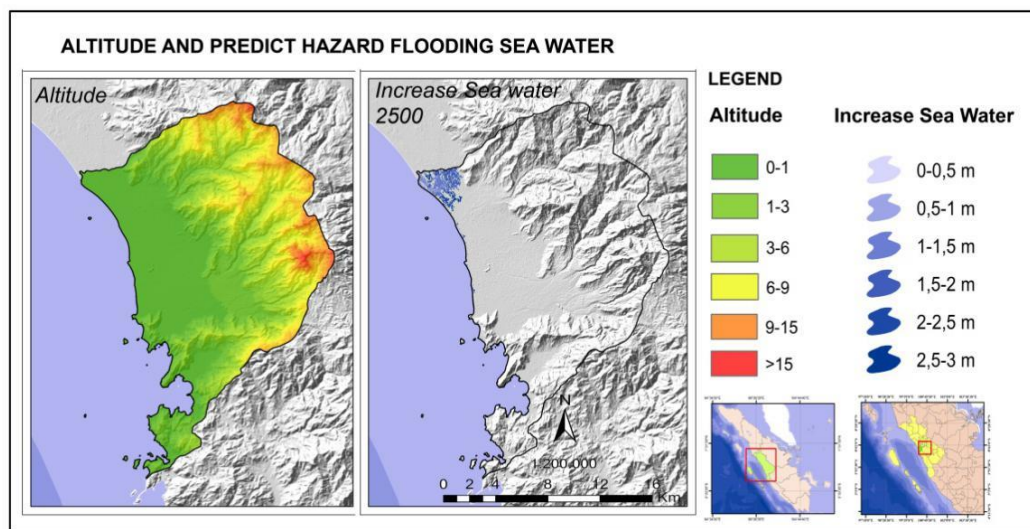 ALTITUDE AND PREDICT HAZARD FLOODING SEA WATER
Altitude
Increase Sea water
2500
N
1:200.000
0 2 4 8 12 16
Km
LEGEND
Altitude
0-1
1-3
3-6
6-9
9-15
>15
Increase Sea Water
0-0,5 m
0,5-1 m
1-1,5 m
1,5-2 m
2-2,5 m
2,5-3 m